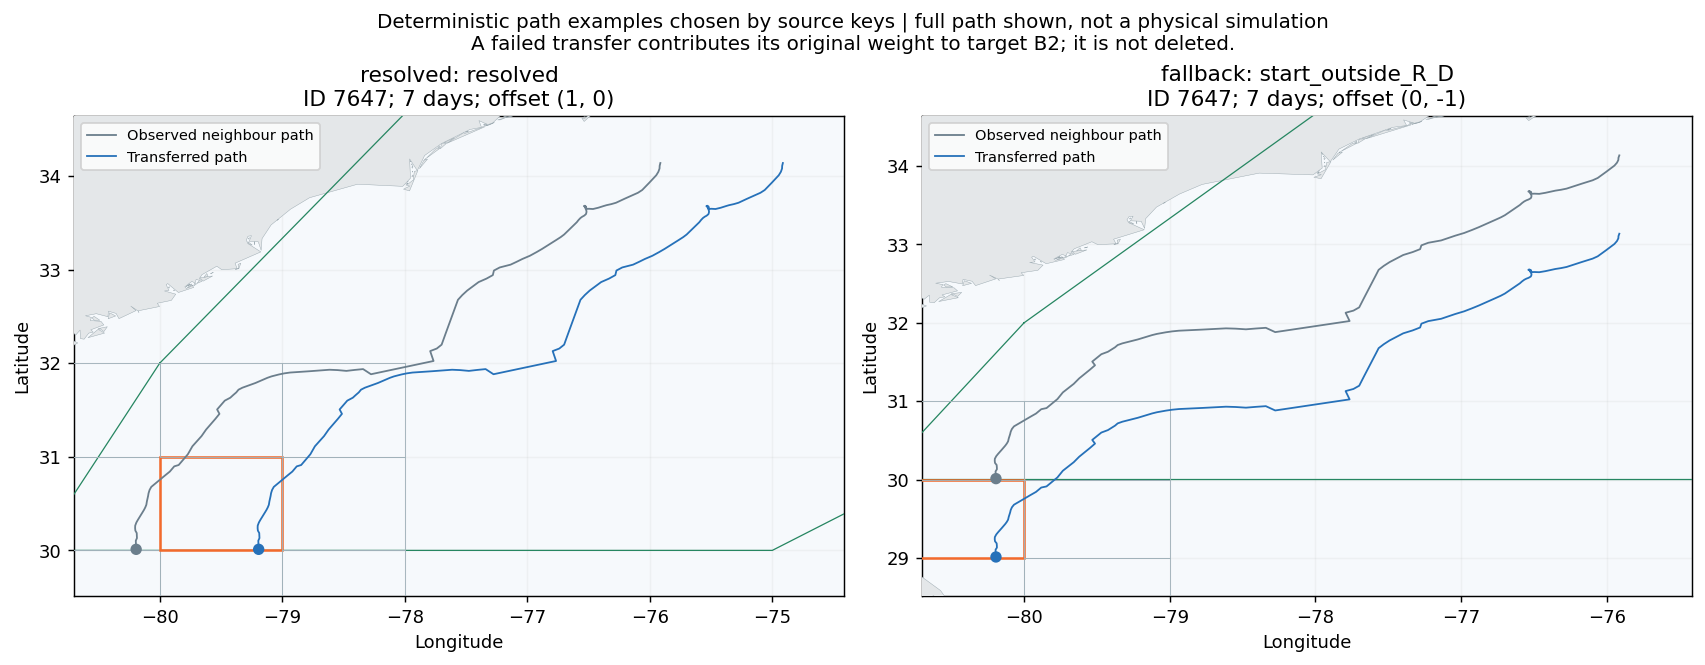 Deterministic path examples chosen by source keys | full path shown, not a physical simulation
A failed transfer contributes its original weight to target B2; it is not deleted.
resolved: resolved
ID 7647; 7 days; offset (1, 0)
Observed neighbour path
Transferred path
34
33
32
31
30
Latitude
−80
−79
−78
−77
−76
−75
Longitude
fallback: start_outside_R_D
ID 7647; 7 days; offset (0, -1)
Observed neighbour path
Transferred path
34
33
32
31
30
29
Latitude
−80
−79
−78
−77
−76
Longitude